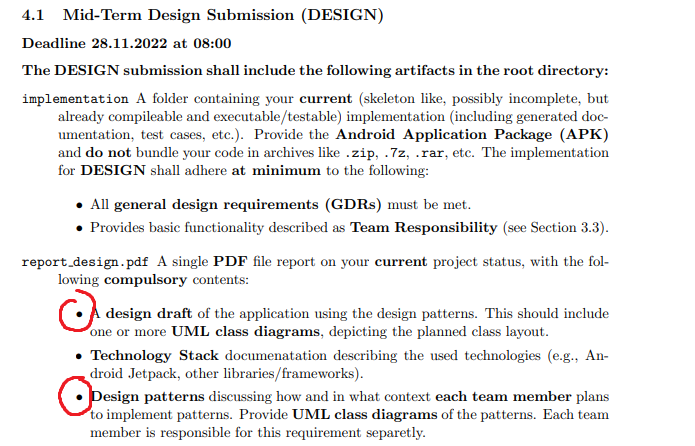 4.1 Mid-Term Design Submission (DESIGN)
Deadline 28.11.2022 at 08:00
The DESIGN submission shall include the following artifacts in the root directory:
implementation A folder containing your current (skeleton like, possibly incomplete, but
already compileable and executable/testable) implementation (including generated doc-
umentation, test cases, etc.). Provide the Android Application Package (APK)
and do not bundle your code in archives like .zip, .7z, .rar, etc. The implementation
for DESIGN shall adhere at minimum to the following:
• All general design requirements (GDRs) must be met.
• Provides basic functionality described as Team Responsibility (see Section 3.3).
report_design.pdf A single PDF file report on your current project status, with the fol-
lowing compulsory contents:
• A design draft of the application using the design patterns. This should include
one or more UML class diagrams, depicting the planned class layout.
• Technology Stack documenatation describing the used technologies (e.g., An-
droid Jetpack, other libraries/frameworks).
• Design patterns discussing how and in what context each team member plans
to implement patterns. Provide UML class diagrams of the patterns. Each team
member is responsible for this requirement separetly.